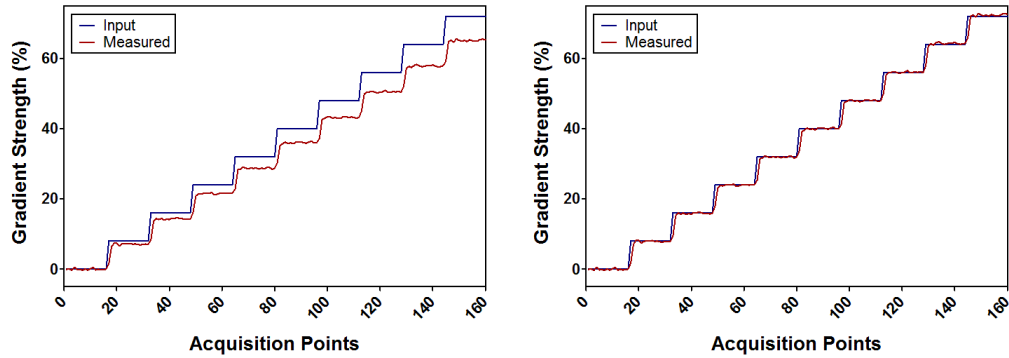 Input
Measured
Gradient Strength (%)
60
40
20
0
0 20 40 60 80 100 120 140 160
Acquisition Points
Input
Measured
Gradient Strength (%)
60
40
20
0
0 20 40 60 80 100 120 140 160
Acquisition Points